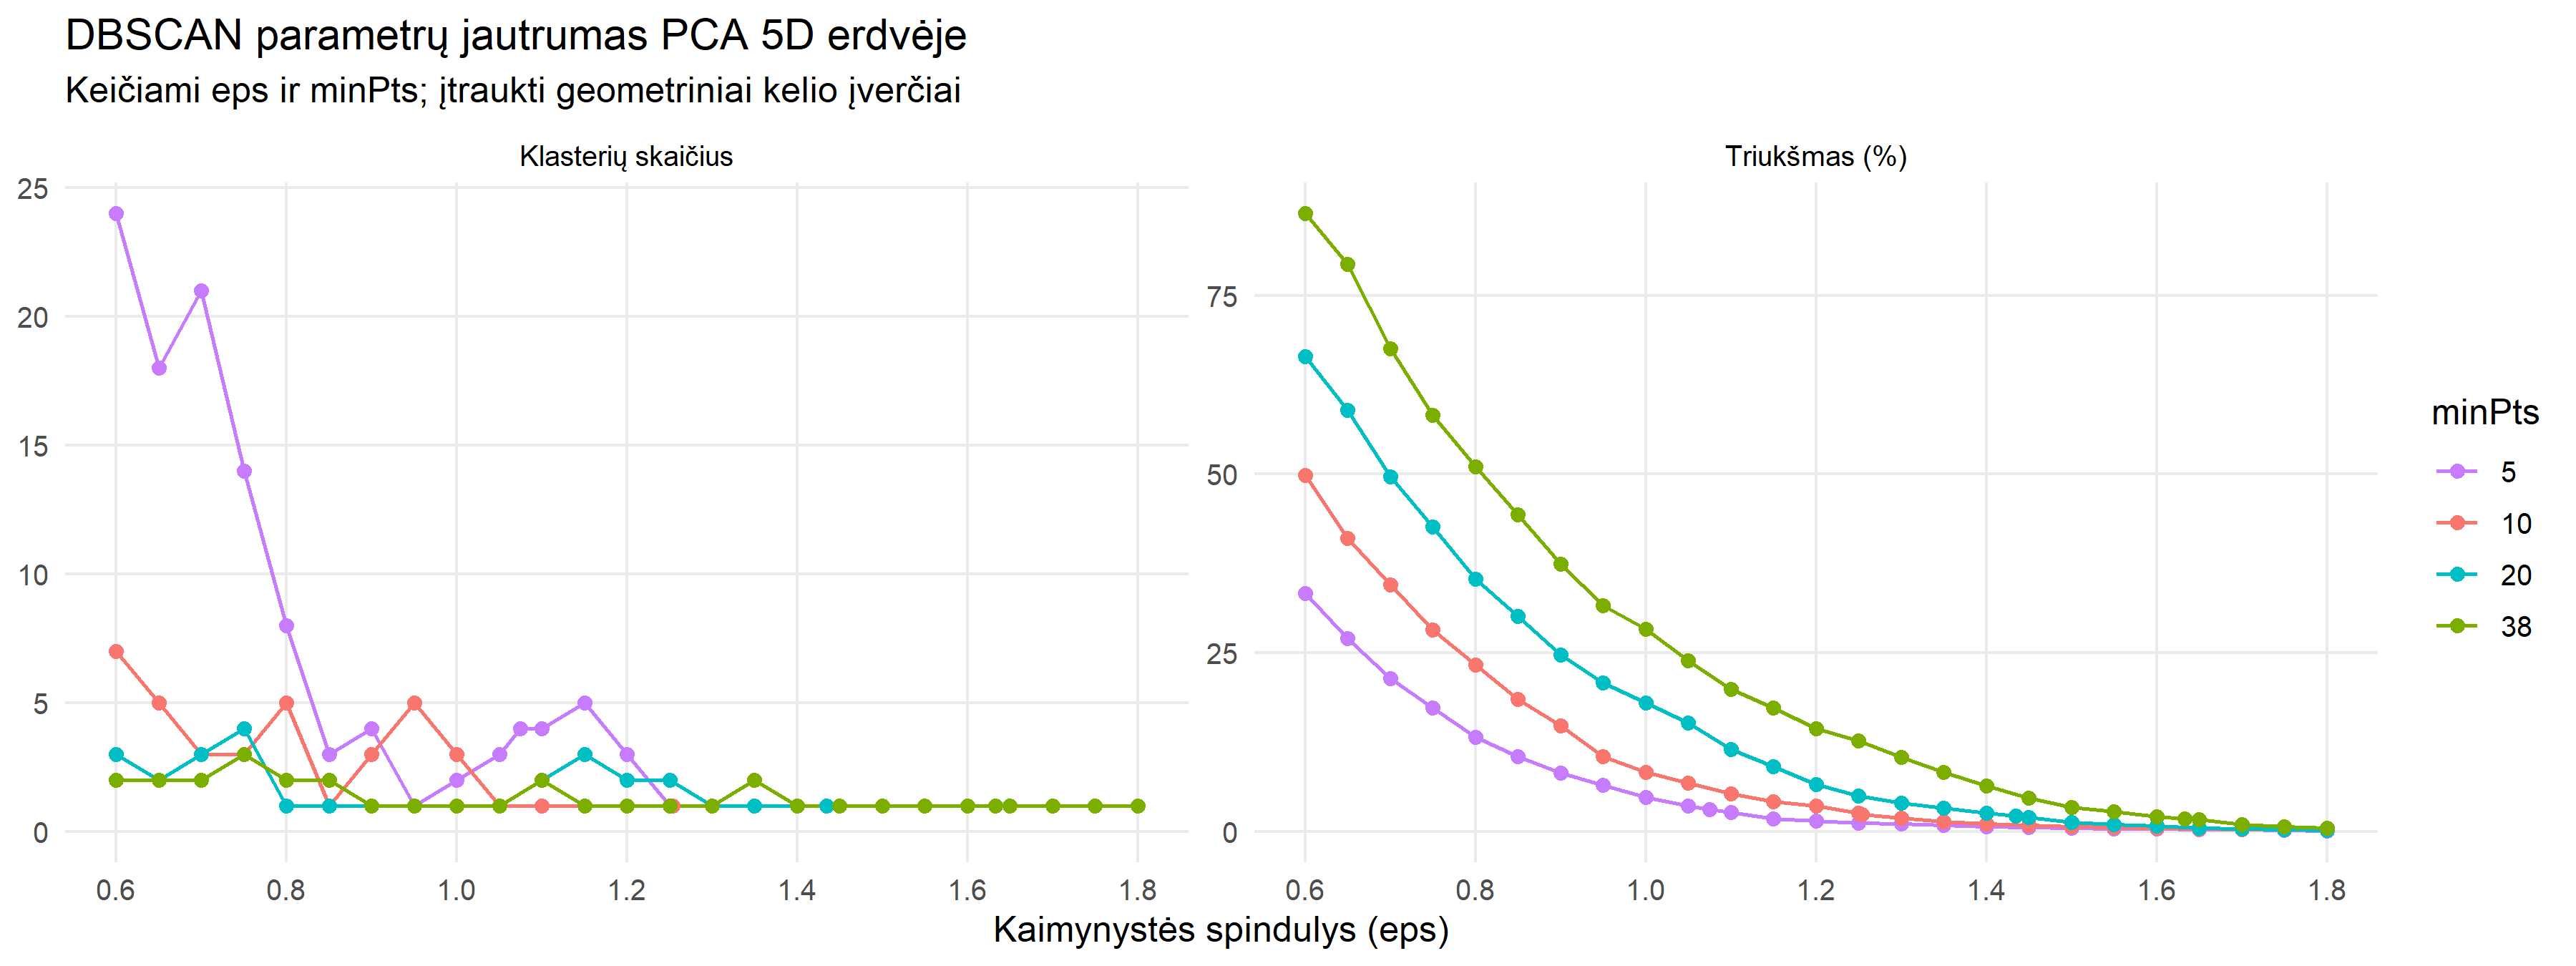 DBSCAN parametrų jautrumas PCA 5D erdvėje
Keičiami eps ir minPts; įtraukti geometriniai kelio įverčiai
Klasterių skaičius
25
20
15
10
5
0
0.6 0.8 1.0 1.2 1.4 1.6 1.8
Triukšmas (%)
75
50
25
0
0.6 0.8 1.0 1.2 1.4 1.6 1.8
Kaimynystės spindulys (eps)
minPts
5
10
20
38